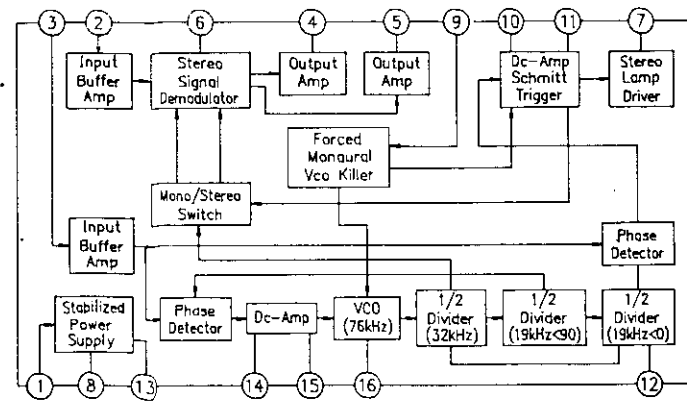 3 2 6 4 5 9 10 11 7
Input
Buffer
Amp
Stereo
Signal
Demodulator
Output
Amp
Output
Amp
Dc-Amp
Schmitt
Trigger
Stereo
Lamp
Driver
Forced
Monaural
Vco Killer
Mono/Stereo
Switch
Input
Buffer
Amp
Phase
Detector
Stabilized
Power
Supply
Phase
Detector
Dc-Amp
VCO
(76kHz)
1/2
Divider
(32kHz)
1/2
Divider
(19kHz<90)
1/2
Divider
(19kHz<0)
1 8 13 14 15 16 12